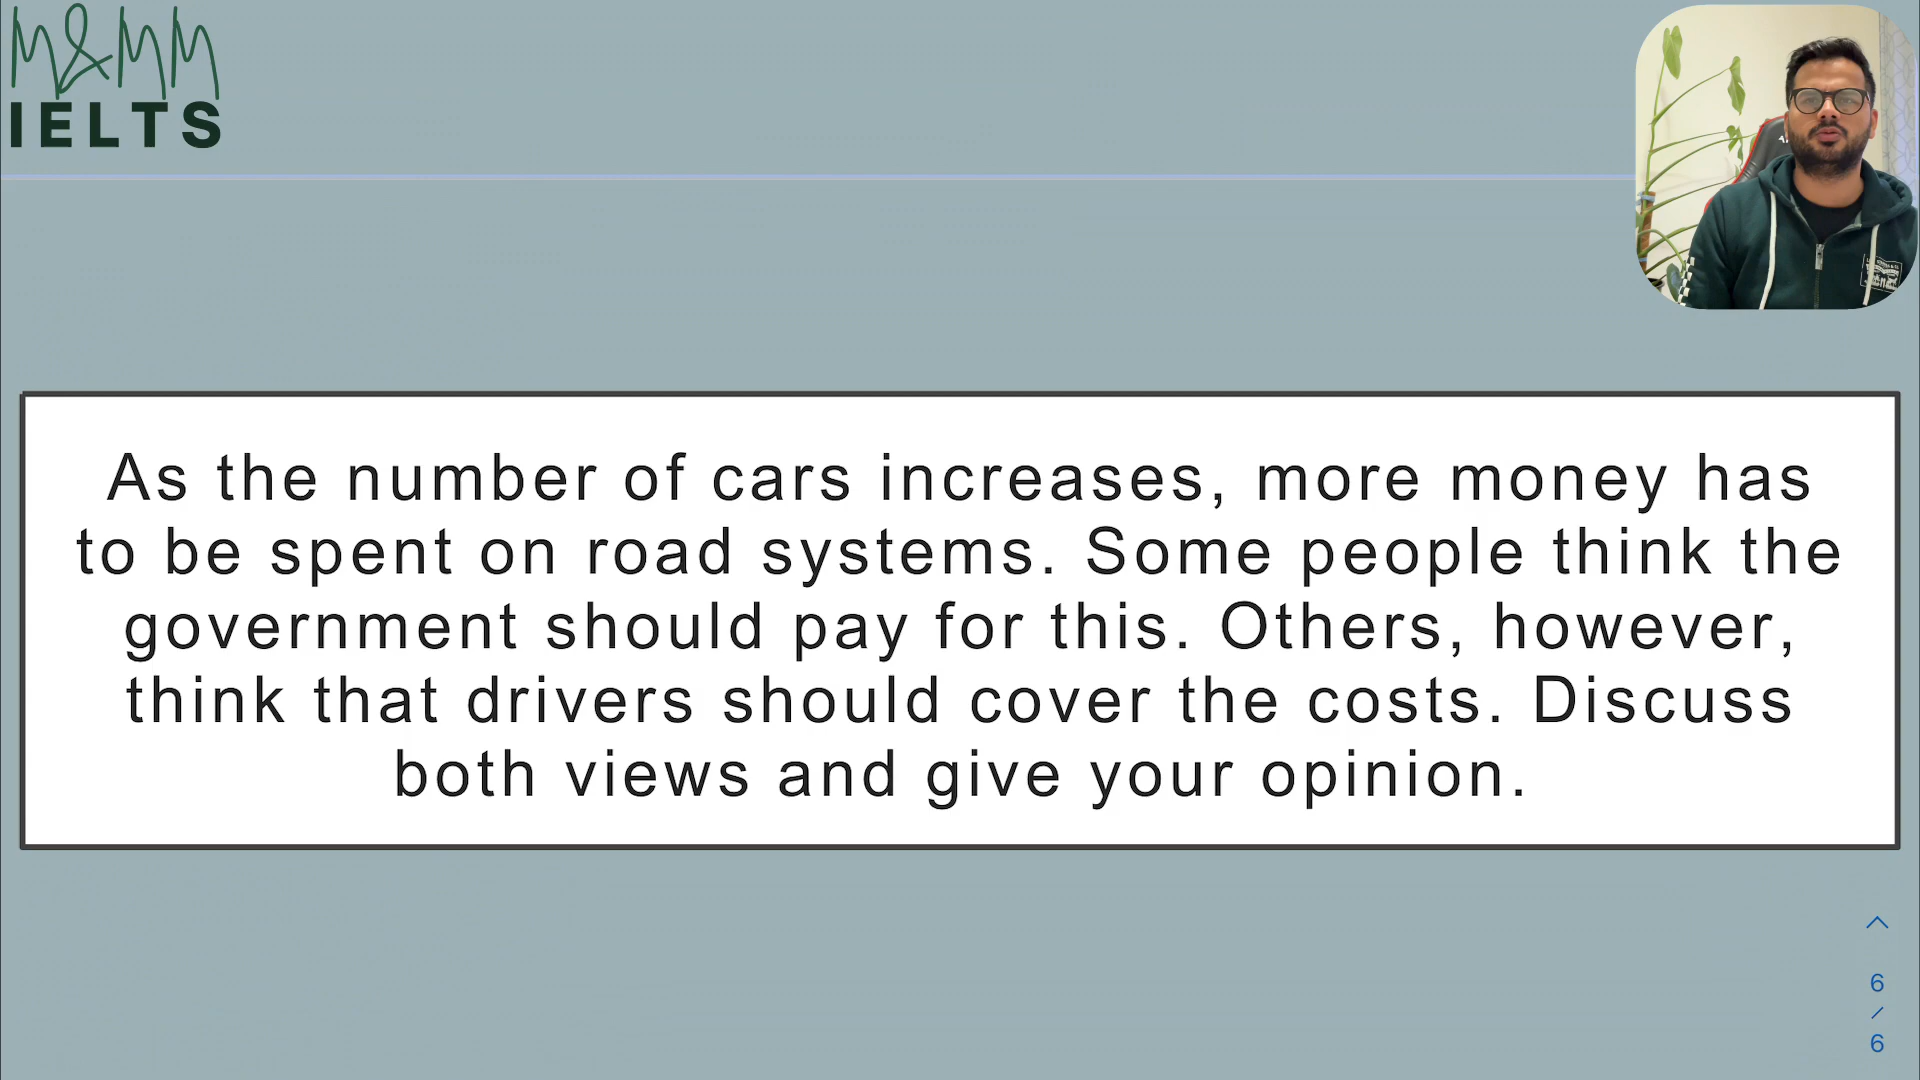 M&MM
IELTS
As the number of cars increases, more money has
to be spent on road systems. Some people think the
government should pay for this. Others, however,
think that drivers should cover the costs. Discuss
both views and give your opinion.
6
/
6